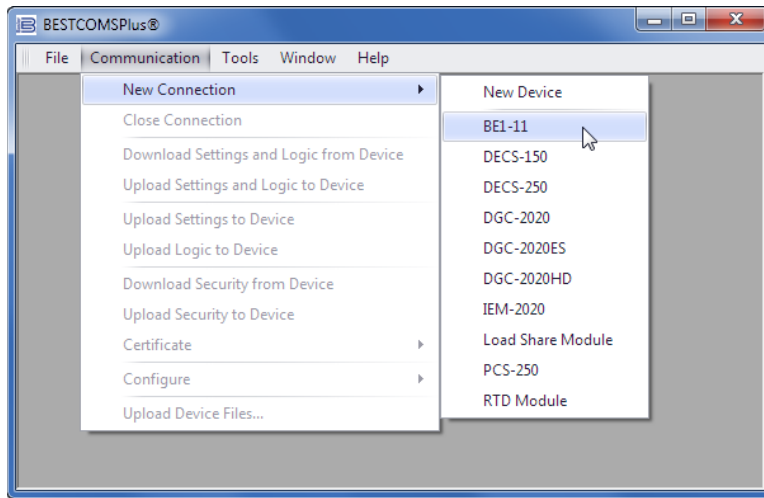 BESTCOMSPlus®
File Communication Tools Window Help
New Connection
Close Connection
Download Settings and Logic from Device
Upload Settings and Logic to Device
Upload Settings to Device
Upload Logic to Device
Download Security from Device
Upload Security to Device
Certificate
Configure
Upload Device Files...
New Device
BE1-11
DECS-150
DECS-250
DGC-2020
DGC-2020ES
DGC-2020HD
IEM-2020
Load Share Module
PCS-250
RTD Module